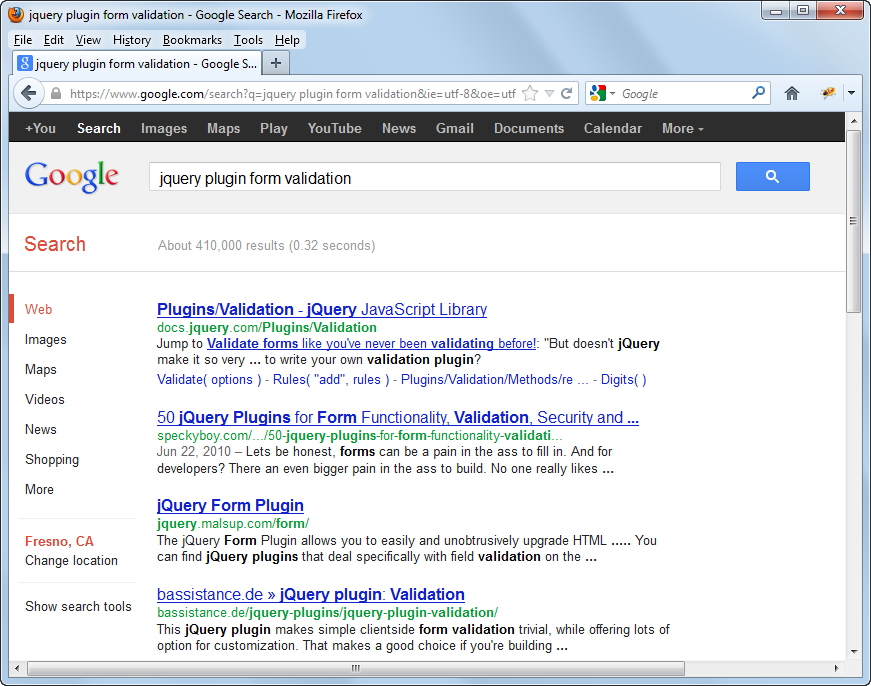 jquery plugin form validation - Google Search - Mozilla Firefox
File Edit View History Bookmarks Tools Help
jquery plugin form validation - Google S...
https://www.google.com/search?q=jquery plugin form validation&ie=utf-8&oe=utf
Google
+You Search Images Maps Play YouTube News Gmail Documents Calendar More
Google
jquery plugin form validation
Search
About 410,000 results (0.32 seconds)
Web
Images
Maps
Videos
News
Shopping
More
Fresno, CA
Change location
Show search tools
Plugins/Validation - jQuery JavaScript Library
docs.jquery.com/Plugins/Validation
Jump to Validate forms like you've never been validating before!: "But doesn't jQuery
make it so very ... to write your own validation plugin?
Validate( options ) - Rules( "add", rules ) - Plugins/Validation/Methods/re ... - Digits( )
50 jQuery Plugins for Form Functionality, Validation, Security and ...
speckyboy.com/.../50-jquery-plugins-for-form-functionality-validati...
Jun 22, 2010 – Lets be honest, forms can be a pain in the ass to fill in. And for
developers? There an even bigger pain in the ass to build. No one really likes ...
jQuery Form Plugin
jquery.malsup.com/form/
The jQuery Form Plugin allows you to easily and unobtrusively upgrade HTML ..... You
can find jQuery plugins that deal specifically with field validation on the ...
bassistance.de » jQuery plugin: Validation
bassistance.de/jquery-plugins/jquery-plugin-validation/
This jQuery plugin makes simple clientside form validation trivial, while offering lots of
option for customization. That makes a good choice if you're building ...